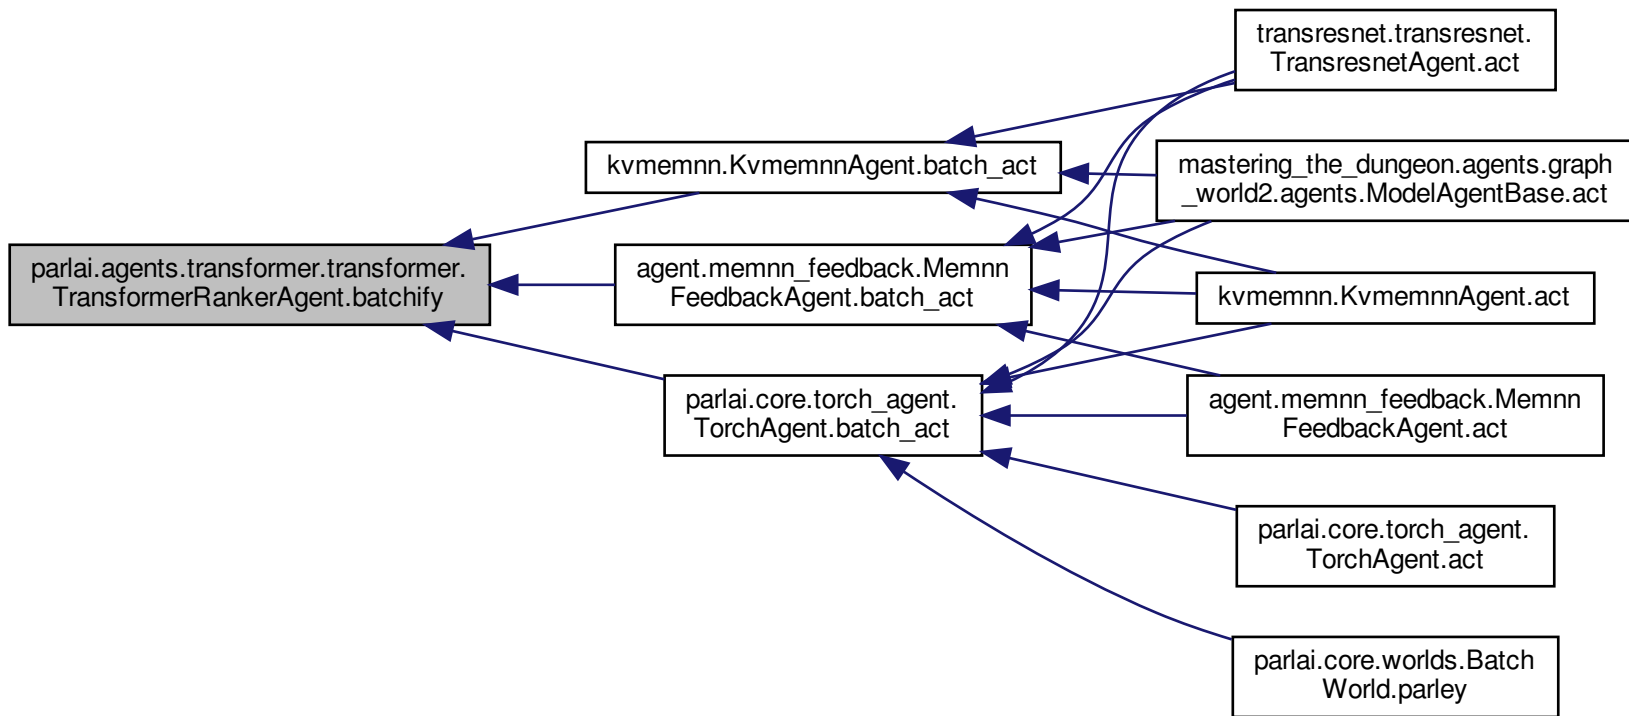 parlai.agents.transformer.transformer.
TransformerRankerAgent.batchify
kvmemnn.KvmemnnAgent.batch_act
agent.memnn_feedback.Memnn
FeedbackAgent.batch_act
parlai.core.torch_agent.
TorchAgent.batch_act
transresnet.transresnet.
TransresnetAgent.act
mastering_the_dungeon.agents.graph
_world2.agents.ModelAgentBase.act
kvmemnn.KvmemnnAgent.act
agent.memnn_feedback.Memnn
FeedbackAgent.act
parlai.core.torch_agent.
TorchAgent.act
parlai.core.worlds.Batch
World.parley